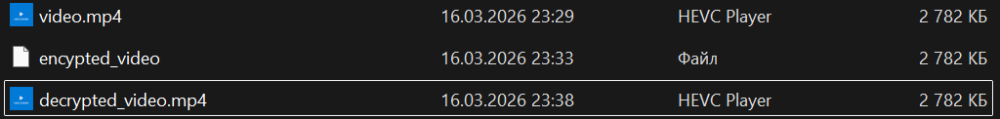 video.mp4 16.03.2026 23:29 HEVC Player 2 782 КБ
encypted_video 16.03.2026 23:33 Файл 2 782 КБ
decrypted_video.mp4 16.03.2026 23:38 HEVC Player 2 782 КБ